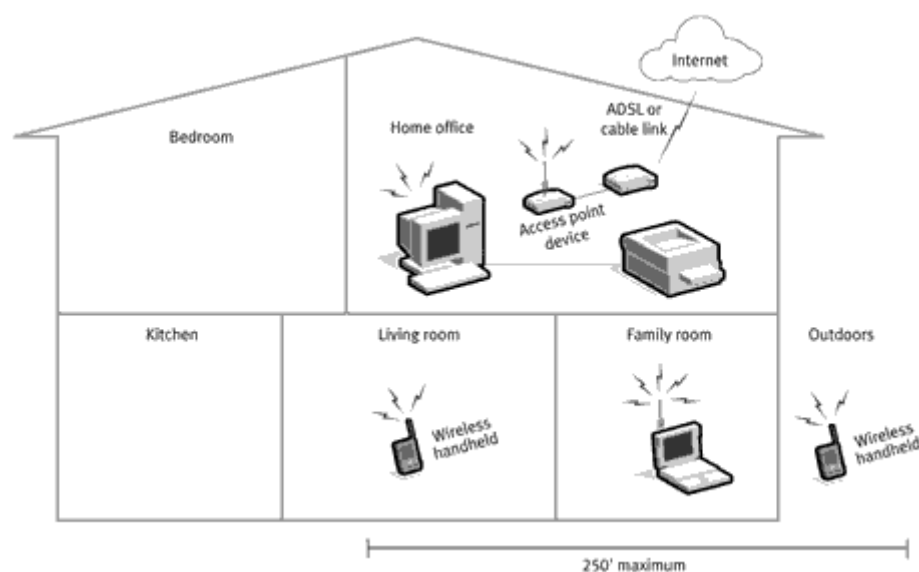 Internet
ADSL or
cable link
Bedroom
Home office
Access point
device
Kitchen
Living room
Family room
Outdoors
Wireless
handheld
Wireless
handheld
250' maximum